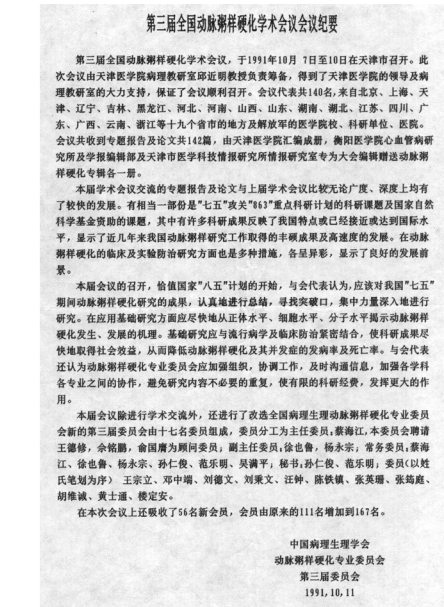 第三届全国动脉粥样硬化学术会议会议纪要
第三届全国动脉粥样硬化学术会议，于1991年10月 7日至10日在天津市召开。此
次会议由天津医学院病理教研室邱近明教授负责筹备，得到了天津医学院的领导及病
理教研室的大力支持，保证了会议顺利召开。会议代表共140名，来自北京、上海、天
津、辽宁、吉林、黑龙江、河北、河南、山西、山东、湖南、湖北、江苏、四川、广
东、广西、云南、浙江等十九个省市的地方及解放军的医学院校、科研单位、医院。
会议共收到专题报告及论文共142篇，由天津医学院汇编成册，衡阳医学院心血管病研
究所及学报编辑部及天津市医学科技情报研究所情报研究室专为大会编辑赠送动脉粥
样硬化专辑各一册。
本届学术会议交流的专题报告及论文与上届学术会议比较无论广度、深度上均有
了较快的发展。有相当一部份是"七五"攻关"863"重点科研计划的科研课题及国家自然
科学基金资助的课题，其中有许多科研成果反映了我国特点或已经接近或达到国际水
平，显示了近几年来我国动脉粥样研究工作取得的丰硕成果及高速度的发展。在动脉
粥样硬化的临床及实验防治研究方面也是多种措施，各呈异彩，显示了良好的发展前
景。
本届会议的召开，恰值国家"八五"计划的开始，与会代表认为，应该对我国"七五"
期间动脉粥样硬化研究的成果，认真地进行总结，寻找突破口，集中力量深入地进行
研究。在应用基础研究方面应尽快地从正体水平、细胞水平、分子水平揭示动脉粥样
硬化发生、发展的机理。基础研究应与流行病学及临床防治紧密结合，使科研成果尽
快地取得社会效益，从而降低动脉粥样硬化及其并发症的发病率及死亡率。与会代表
还认为动脉粥样硬化专业委员会应加强组织，协调工作，及时沟通信息，加强各学科
各专业之间的协作，避免研究内容不必要的重复，使有限的科研经费，发挥更大的作
用。
本届会议除进行学术交流外，还进行了改选全国病理生理动脉粥样硬化专业委员
会新的第三届委员会由十七名委员组成，委员分工为主任委员:蔡海江,本委员会聘请
王德修，佘铭鹏，俞国膺为顾问委员；副主任委员:徐也鲁，杨永宗；常务委员:蔡海
江、徐也鲁、杨永宗、孙仁俊、范乐明、吴满平；秘书:孙仁俊、范乐明；委员(以姓
氏笔划为序) 王宗立、邓中端、刘德文、刘秉文、汪钟、陈铁镇、张英珊、张筠庭、
胡维诚、黄士通、楼定安。
在本次会议上还吸收了56名新会员，会员由原来的111名增加到167名。
中国病理生理学会
动脉粥样硬化专业委员会
第三届委员会
1991,10,11